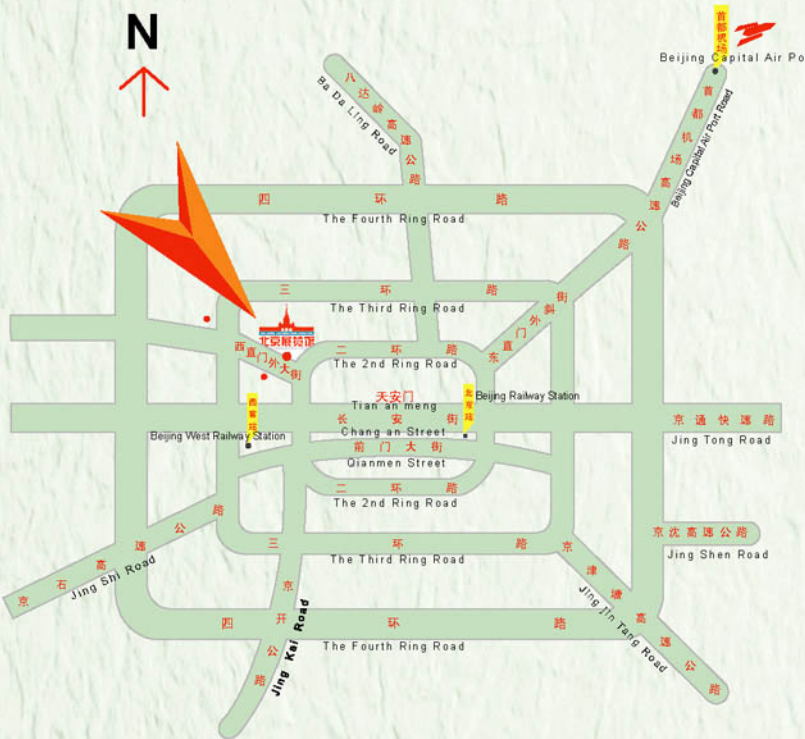 N
首都机场
Beijing Capital Air Po
首都机场高速公路
Beijing Capital Air Port Road
八达岭高速公路
Ba Da Ling Road
四 环 路
The Fourth Ring Road
三 环 路
The Third Ring Road
北京展览馆
西直门外大街
二 环 路
The 2nd Ring Road
东直门外斜街
天安门
Tian an meng
北京站
Beijing Railway Station
西客站
Beijing West Railway Station
长 安 街
Chang an Street
京通快速路
Jing Tong Road
前门大街
Qianmen Street
二 环 路
The 2nd Ring Road
三 环 路
The Third Ring Road
京沈高速公路
Jing Shen Road
京石高速公路
Jing Shi Road
京津塘高速公路
Jing Jin Tang Road
京开公路
Jing Kai Road
四 环 路
The Fourth Ring Road